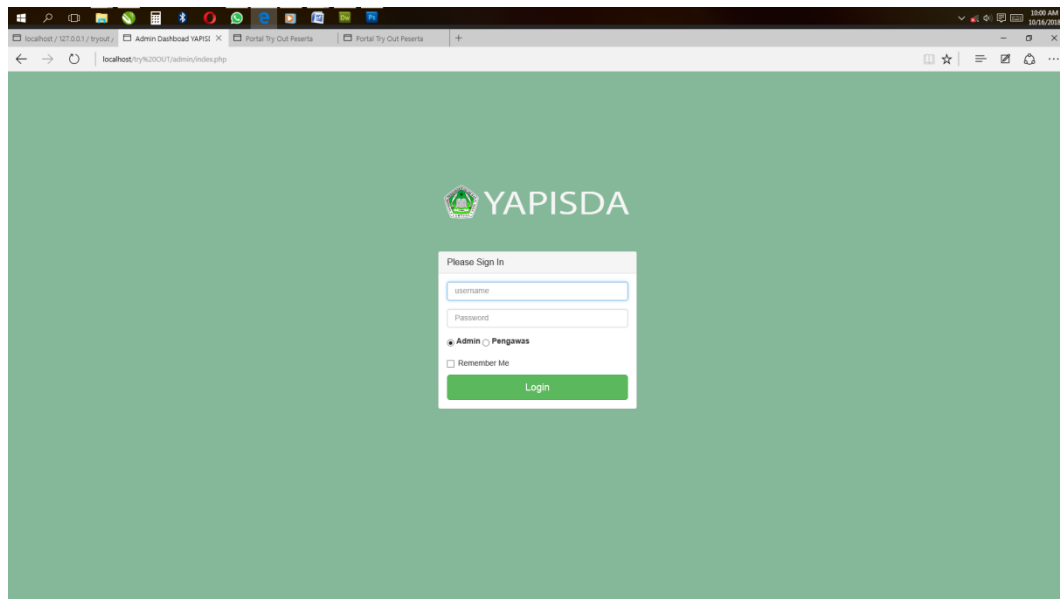 10:00 AM
10/16/2018
localhost / 127.0.0.1 / tryout /
Admin Dashboad YAPISI
Portal Try Out Peserta
Portal Try Out Peserta
localhost/try%20OUT/admin/index.php
YAPISDA
Please Sign In
username
Password
Admin Pengawas
Remember Me
Login